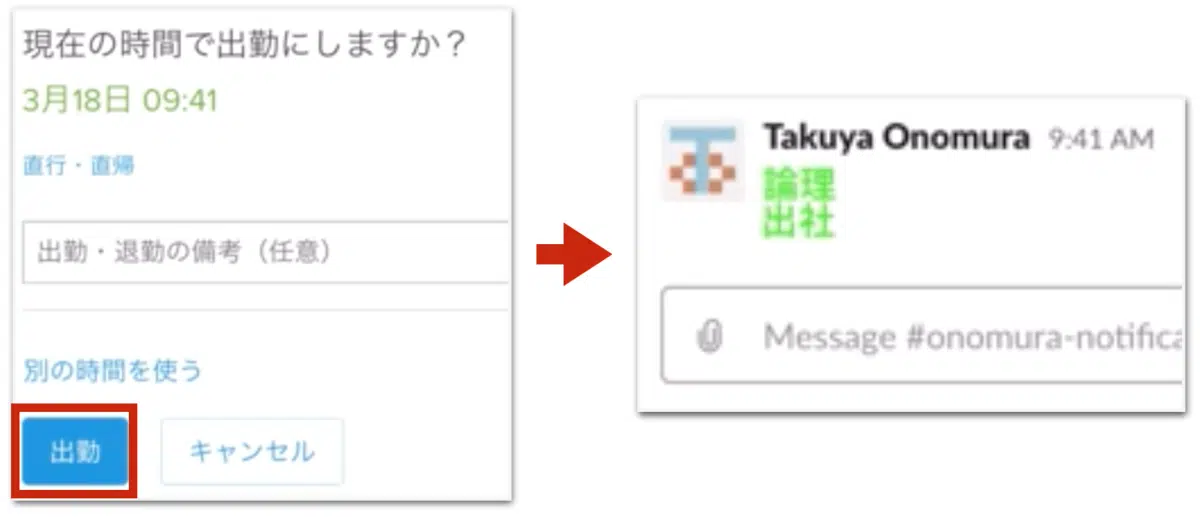 現在の時間で出勤にしますか？
3月18日 09:41
直行・直帰
出勤・退勤の備考（任意）
別の時間を使う
出勤
キャンセル
Takuya Onomura 9:41 AM
論理
出社
Message #onomura-notifica